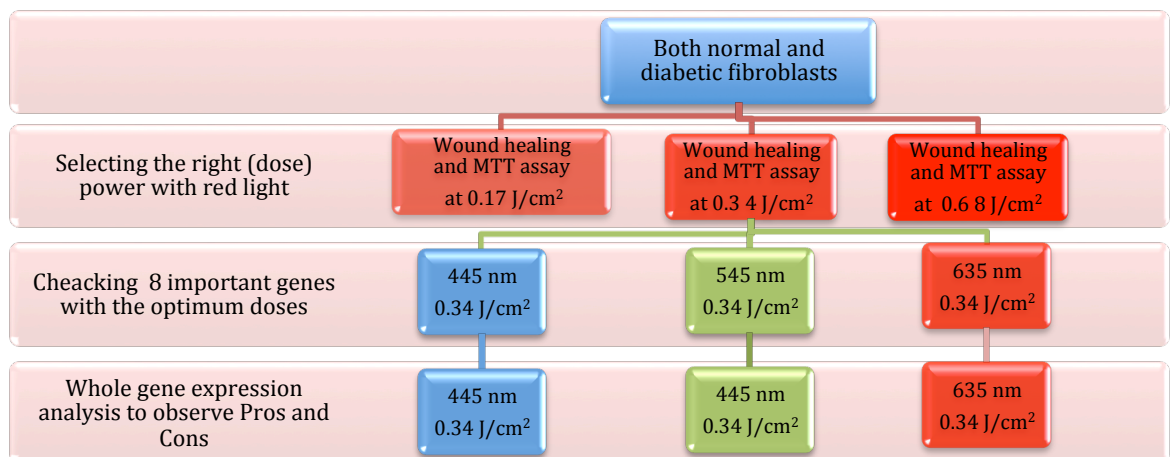 Both normal and
diabetic fibroblasts
Selecting the right (dose)
power with red light
Wound healing
and MTT assay
at 0.17 J/cm²
Wound healing
and MTT assay
at 0.3 4 J/cm²
Wound healing
and MTT assay
at 0.6 8 J/cm²
Cheacking 8 important genes
with the optimum doses
445 nm
0.34 J/cm²
545 nm
0.34 J/cm²
635 nm
0.34 J/cm²
Whole gene expression
analysis to observe Pros and
Cons
445 nm
0.34 J/cm²
445 nm
0.34 J/cm²
635 nm
0.34 J/cm²